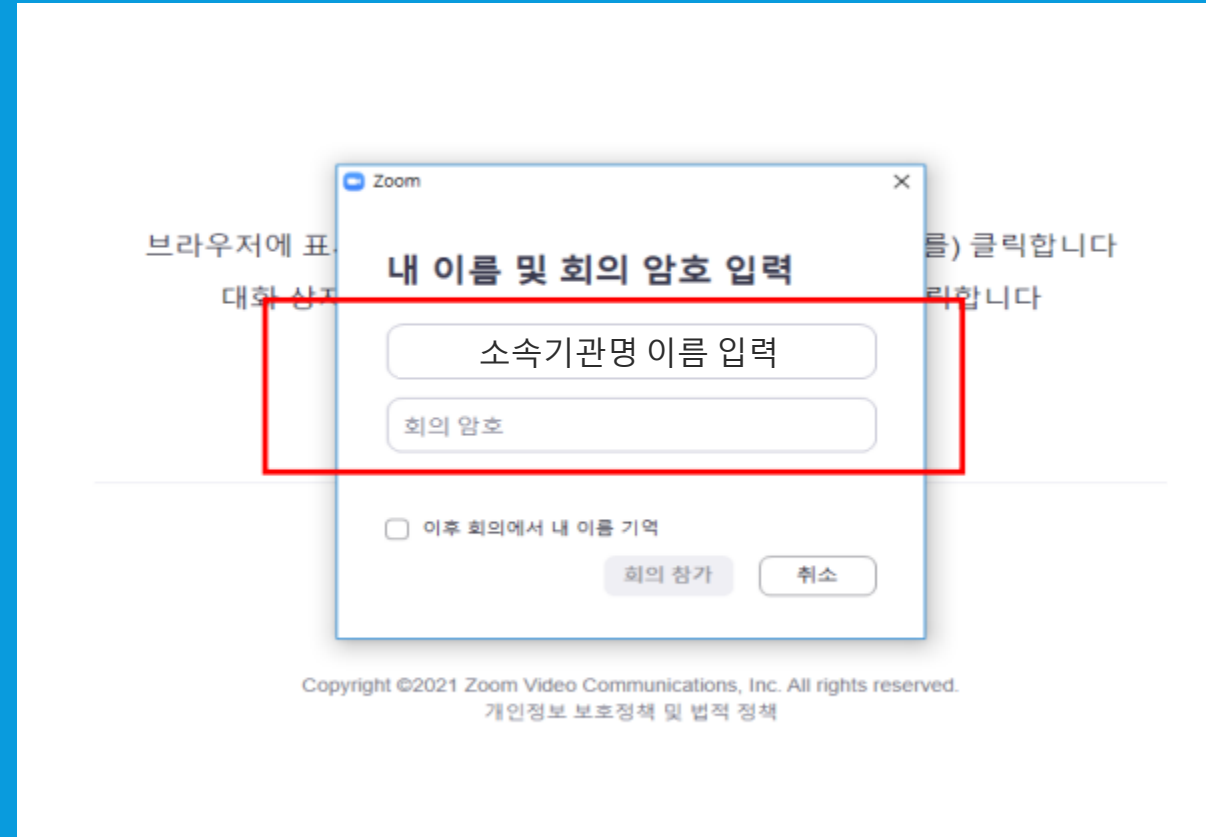 Zoom
브라우저에 표
를) 클릭합니다
내 이름 및 회의 암호 입력
대화 상자
릭합니다
소속기관명 이름 입력
회의 암호
이후 회의에서 내 이름 기억
회의 참가
취소
Copyright ©2021 Zoom Video Communications, Inc. All rights reserved.
개인정보 보호정책 및 법적 정책